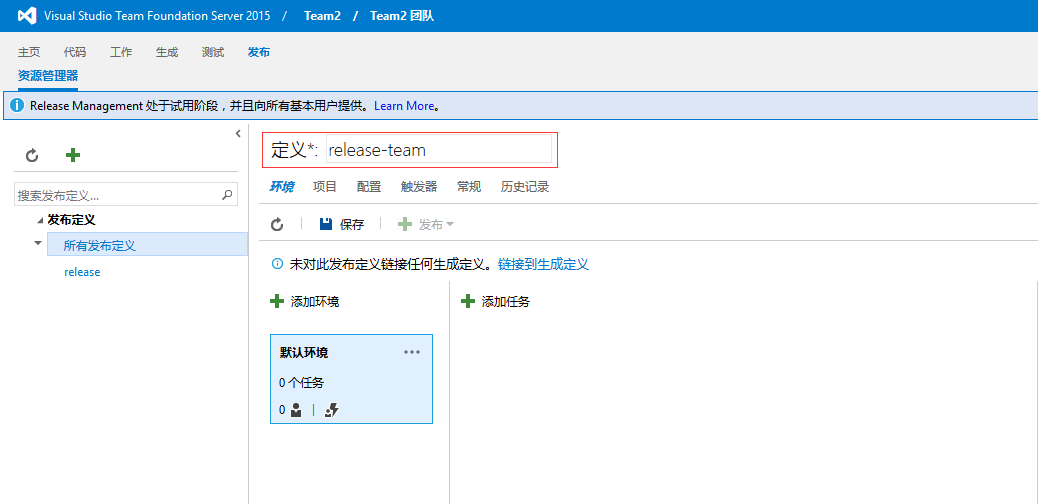 Visual Studio Team Foundation Server 2015 / Team2 / Team2 团队
主页 代码 工作 生成 测试 发布
资源管理器
Release Management 处于试用阶段，并且向所有基本用户提供。Learn More。
定义*: release-team
环境 项目 配置 触发器 常规 历史记录
搜索发布定义...
发布定义
所有发布定义
release
保存 发布
未对此发布定义链接任何生成定义。链接到生成定义
添加环境 添加任务
默认环境
0 个任务
0